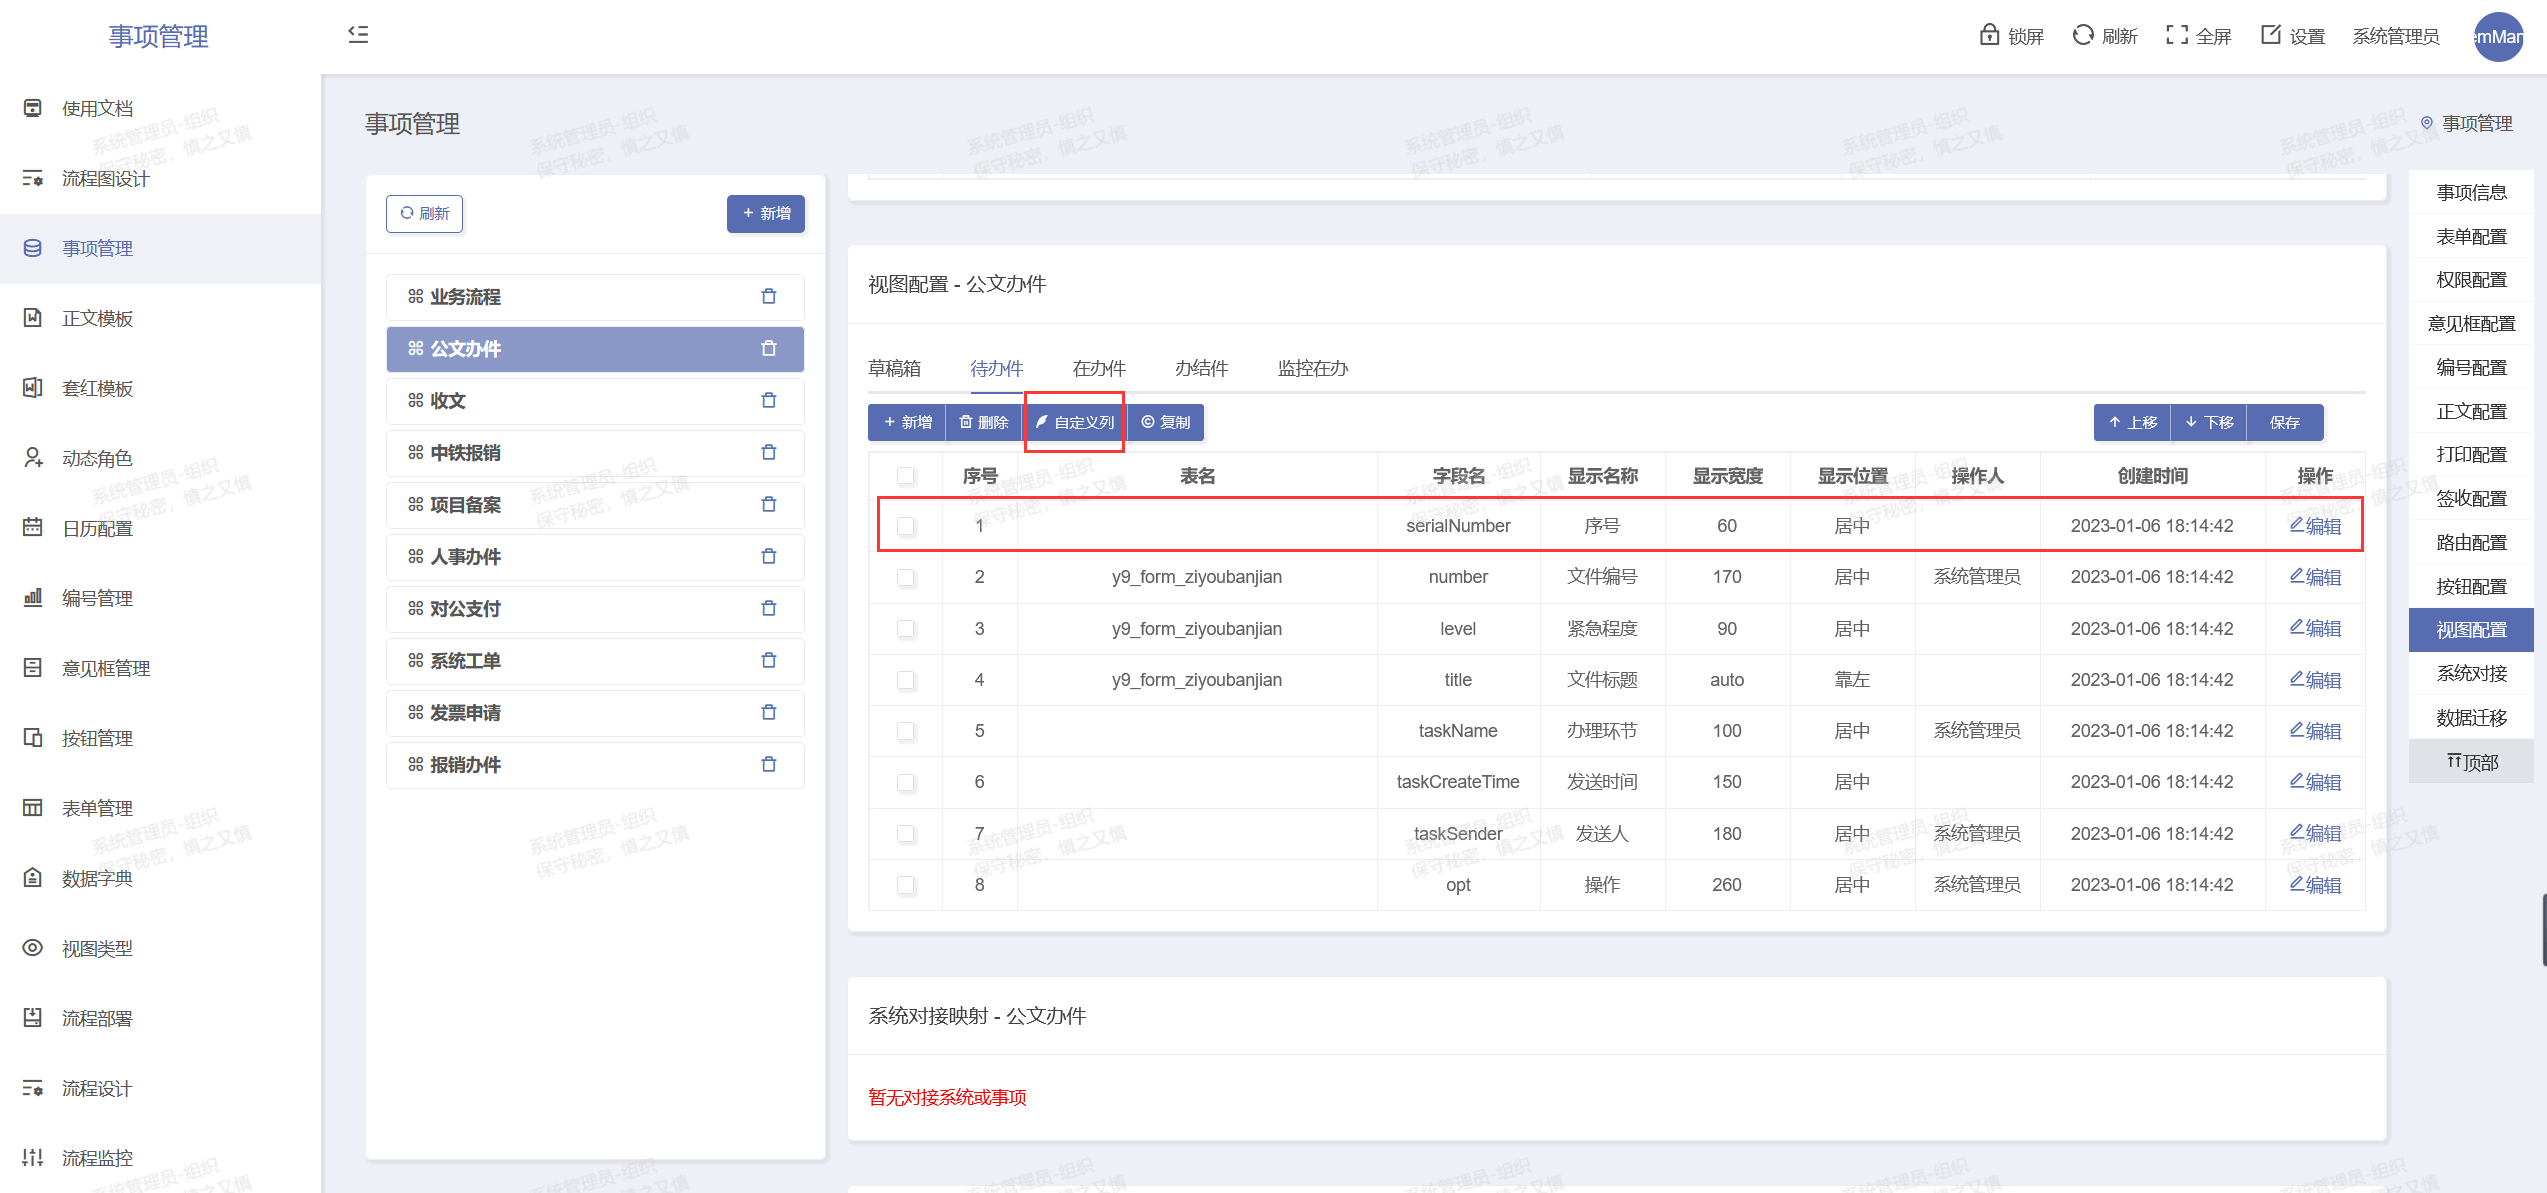 事项管理
锁屏 刷新 全屏 设置 系统管理员 emMan
使用文档
流程图设计
事项管理
正文模板
套红模板
动态角色
日历配置
编号管理
意见框管理
按钮管理
表单管理
数据字典
视图类型
流程部署
流程设计
流程监控
事项管理
事项管理
刷新 + 新增
业务流程
公文办件
收文
中铁报销
项目备案
人事办件
对公支付
系统工单
发票申请
报销办件
视图配置 - 公文办件
草稿箱 待办件 在办件 办结件 监控在办
+ 新增 删除 自定义列 复制 上移 下移 保存
序号 表名 字段名 显示名称 显示宽度 显示位置 操作人 创建时间 操作
1 serialNumber 序号 60 居中 2023-01-06 18:14:42 编辑
2 y9_form_ziyoubanjian number 文件编号 170 居中 系统管理员 2023-01-06 18:14:42 编辑
3 y9_form_ziyoubanjian level 紧急程度 90 居中 2023-01-06 18:14:42 编辑
4 y9_form_ziyoubanjian title 文件标题 auto 靠左 2023-01-06 18:14:42 编辑
5 taskName 办理环节 100 居中 系统管理员 2023-01-06 18:14:42 编辑
6 taskCreateTime 发送时间 150 居中 2023-01-06 18:14:42 编辑
7 taskSender 发送人 180 居中 系统管理员 2023-01-06 18:14:42 编辑
8 opt 操作 260 居中 系统管理员 2023-01-06 18:14:42 编辑
系统对接映射 - 公文办件
暂无对接系统或事项
事项信息
表单配置
权限配置
意见框配置
编号配置
正文配置
打印配置
签收配置
路由配置
按钮配置
视图配置
系统对接
数据迁移
顶部
系统管理员-组织
保守秘密，慎之又慎